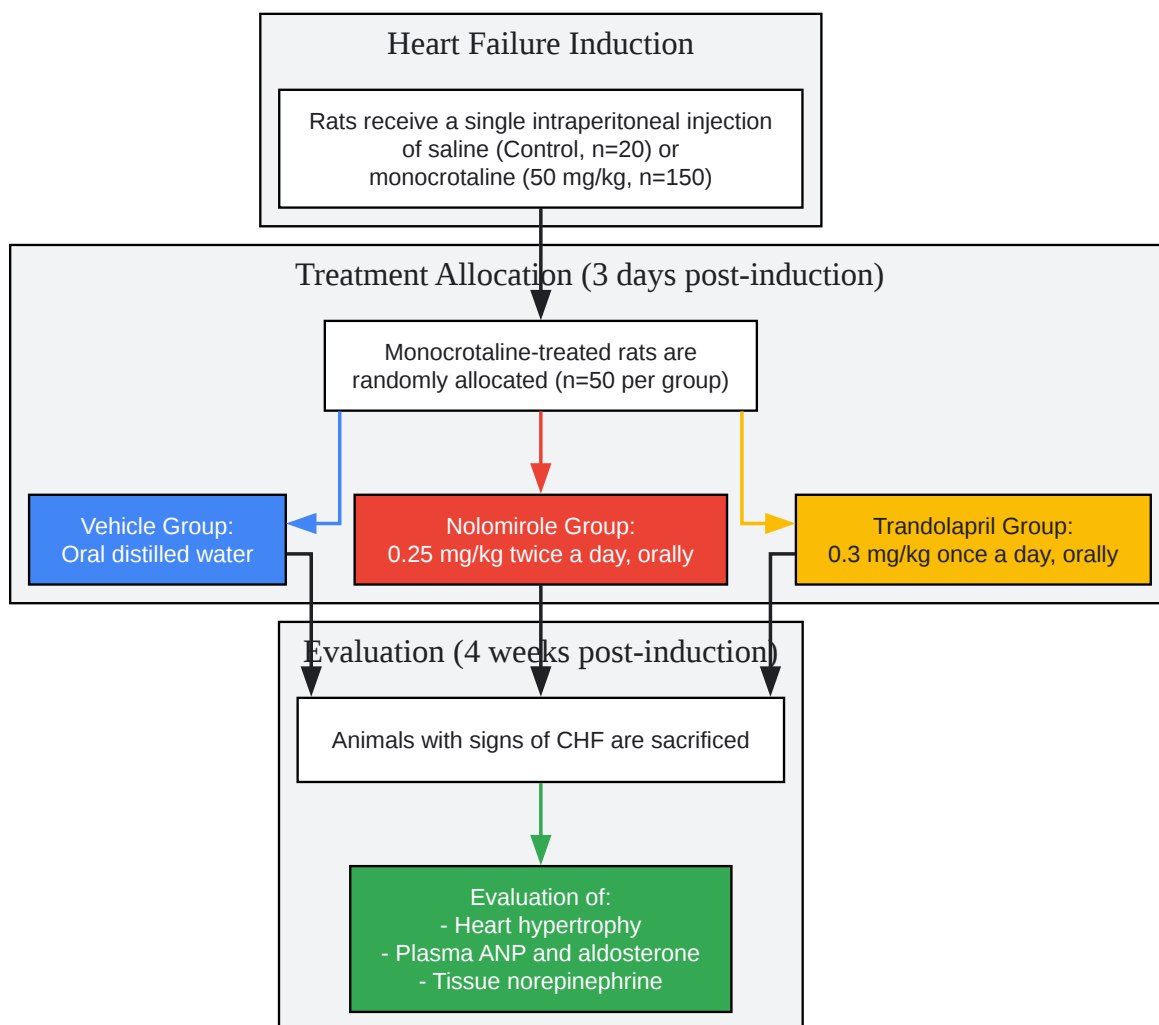 Heart Failure Induction
Rats receive a single intraperitoneal injection
of saline (Control, n=20) or
monocrotaline (50 mg/kg, n=150)
Treatment Allocation (3 days post-induction)
Monocrotaline-treated rats are
randomly allocated (n=50 per group)
Vehicle Group:
Oral distilled water
Nolomirole Group:
0.25 mg/kg twice a day, orally
Trandolapril Group:
0.3 mg/kg once a day, orally
Evaluation (4 weeks post-induction)
Animals with signs of CHF are sacrificed
Evaluation of:
- Heart hypertrophy
- Plasma ANP and aldosterone
- Tissue norepinephrine